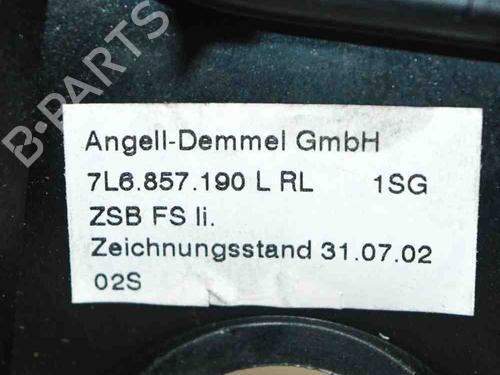 B-PARTS
Angell-Demmel GmbH
7L6.857.190 L RL 1SG
ZSB FS li.
Zeichnungsstand 31.07.02
02S